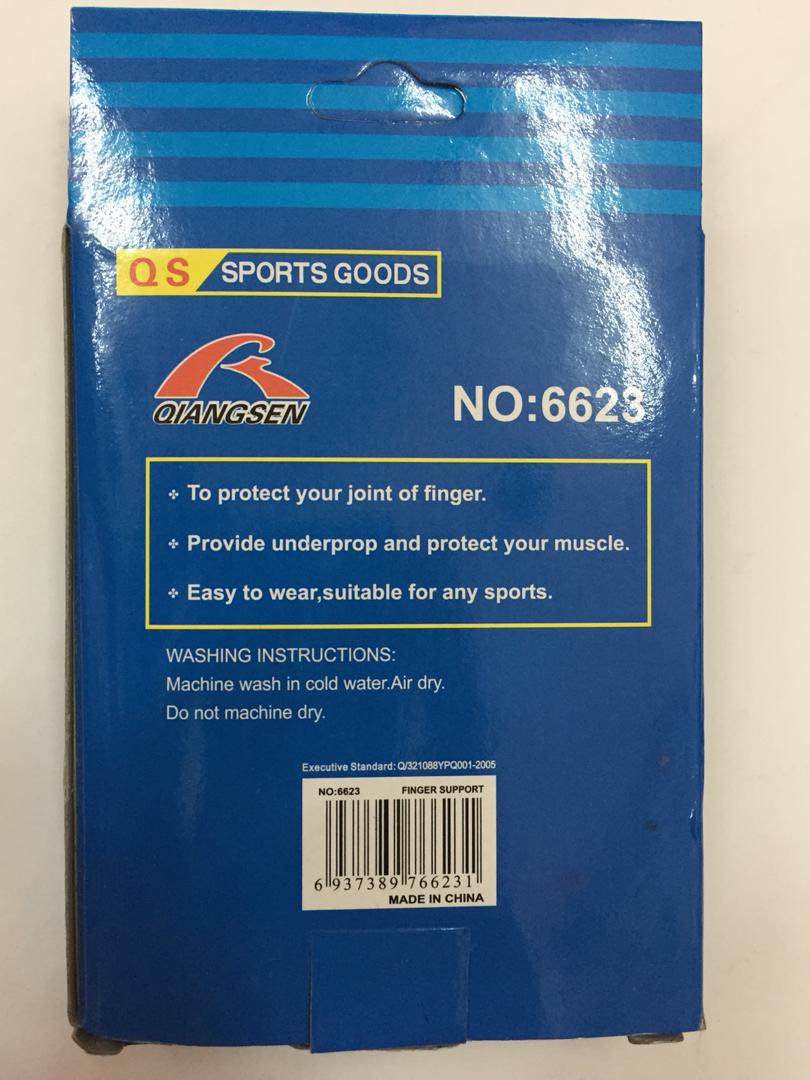 QS SPORTS GOODS
QIANGSEN
NO:6623
To protect your joint of finger.
Provide underprop and protect your muscle.
Easy to wear,suitable for any sports.
WASHING INSTRUCTIONS:
Machine wash in cold water.Air dry.
Do not machine dry.
Executive Standard: Q/321088YPQ001-2005
NO:6623 FINGER SUPPORT
6 937389 766231
MADE IN CHINA